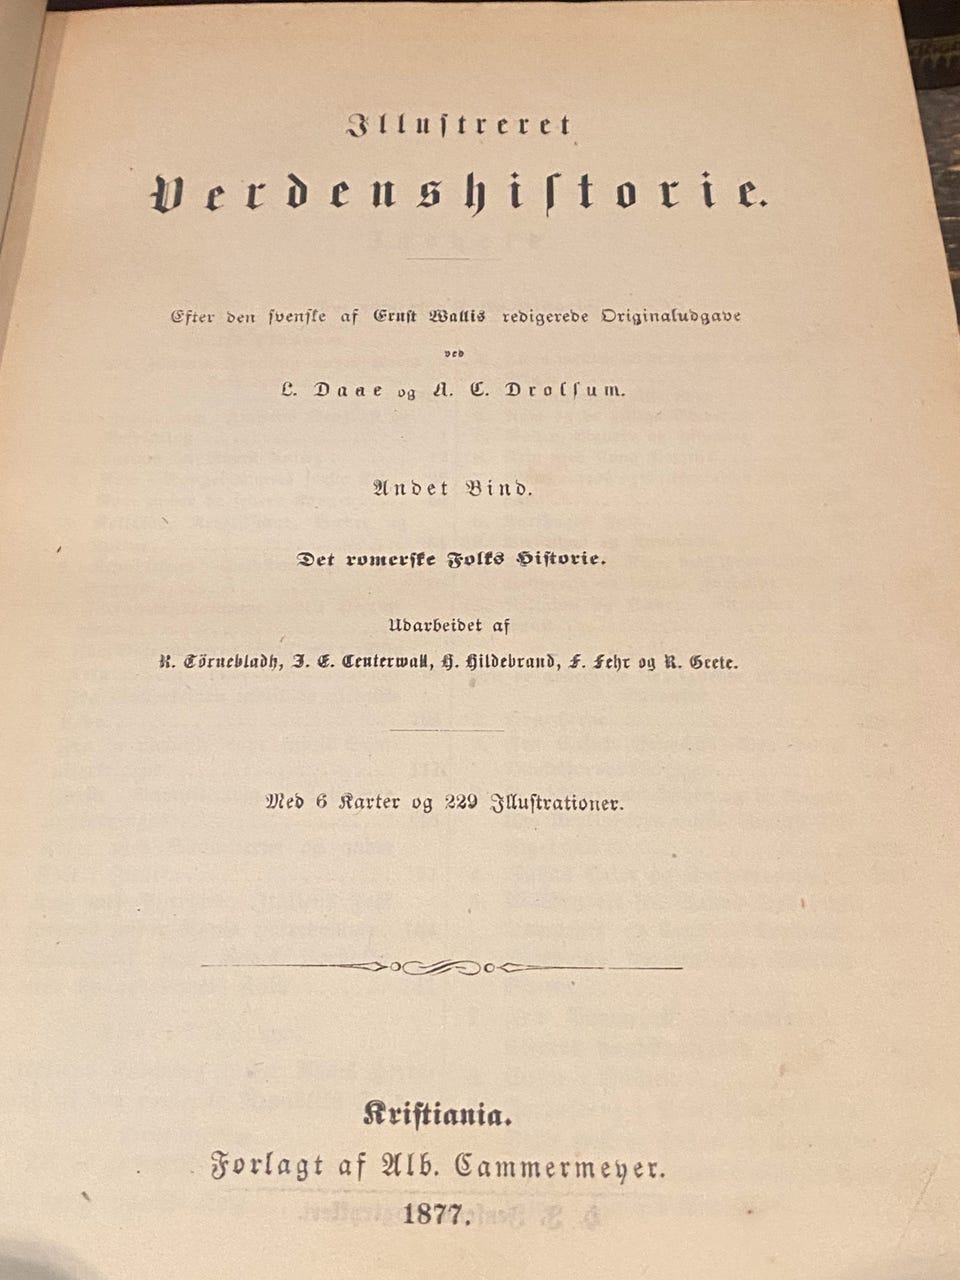 Illustreret
Verdenshistorie.
Efter den svenske af Ernst Wallis redigerede Originaludgave
ved
L. Daae og A. C. Drolsum.
Andet Bind.
Det romerske Folks Historie.
Udarbeidet af
R. Törnebladh, J. E. Centerwall, H. Hildebrand, F. Fehr og R. Geete.
Med 6 Karter og 229 Illustrationer.
Kristiania.
Forlagt af Alb. Cammermeyer.
1877.